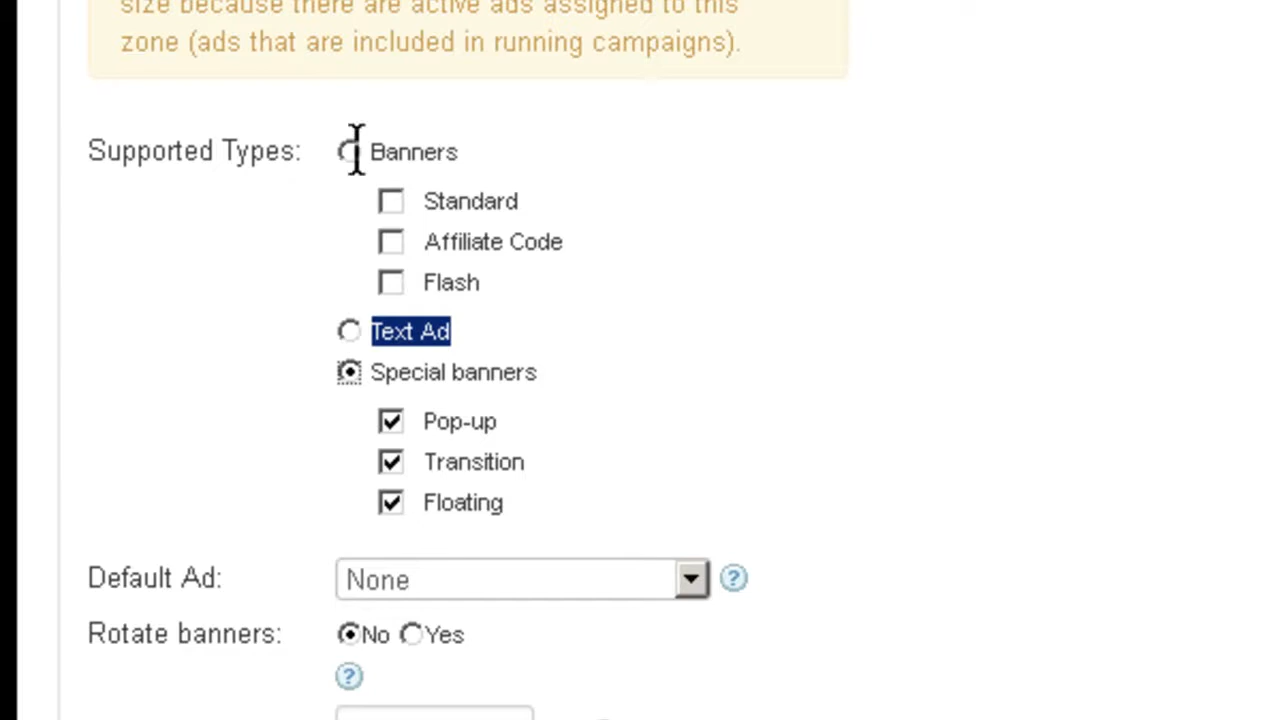 size because there are active ads assigned to this
zone (ads that are included in running campaigns).
Supported Types: Banners
Standard
Affiliate Code
Flash
Text Ad
Special banners
Pop-up
Transition
Floating
Default Ad: None ?
Rotate banners: No Yes
?